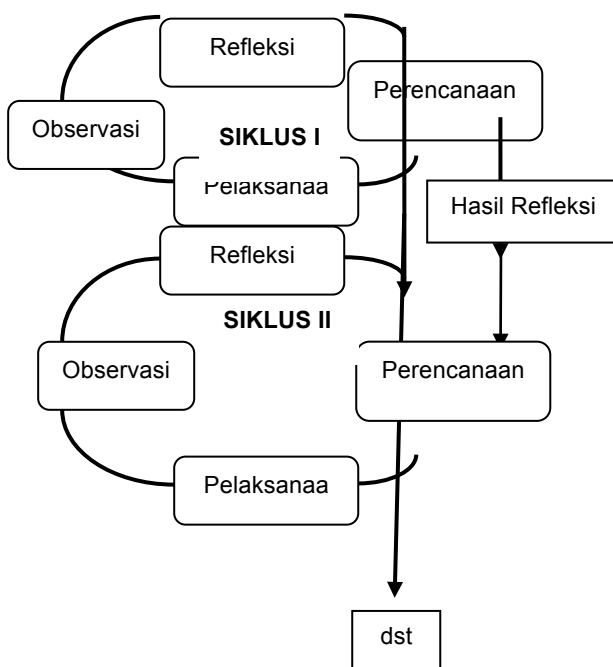 Refleksi
Perencanaan
Observasi
SIKLUS I
Pelaksanaa
Hasil Refleksi
Refleksi
SIKLUS II
Observasi
Perencanaan
Pelaksanaa
dst